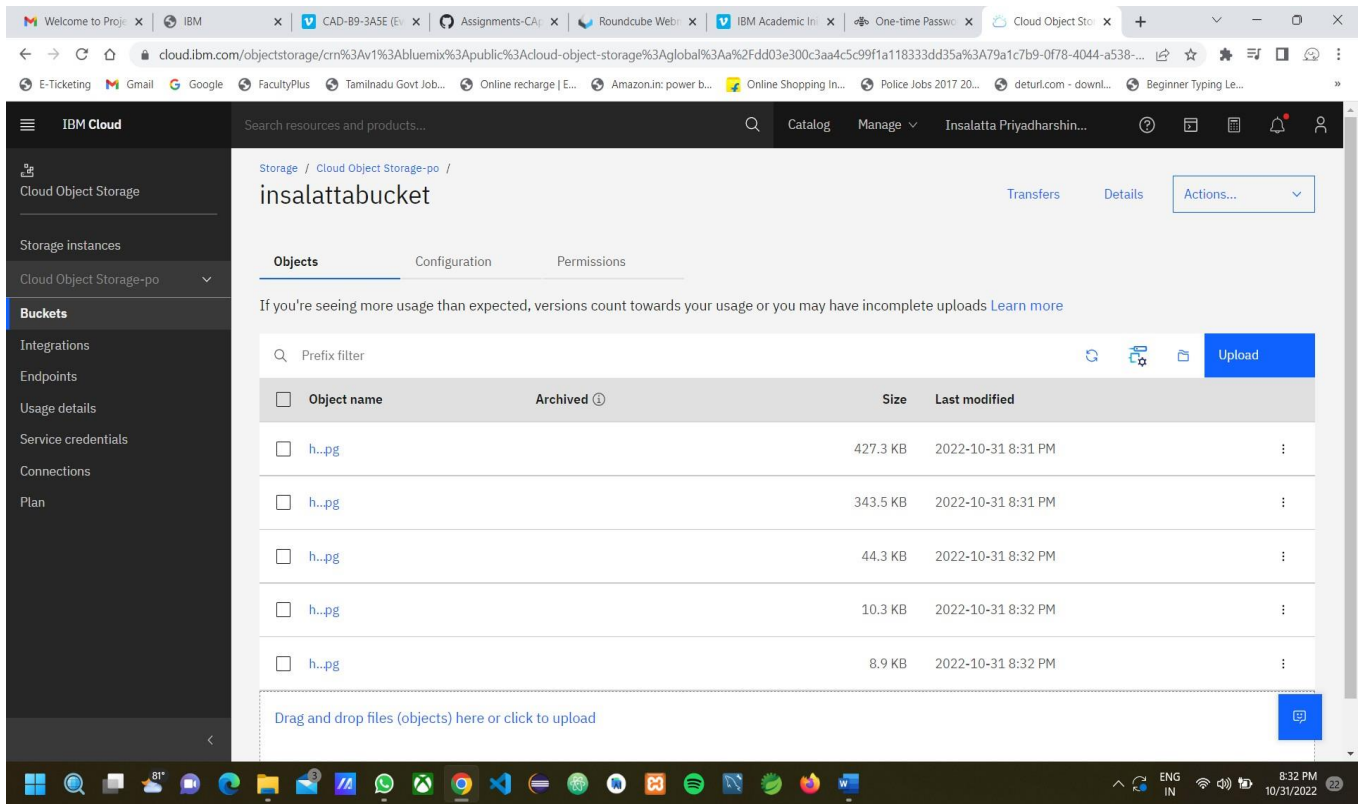 Welcome to Proje
IBM
CAD-B9-3A5E (Ev
Assignments-CAp
Roundcube Webm
IBM Academic Ini
One-time Passwo
Cloud Object Stor
cloud.ibm.com/objectstorage/crn%3Av1%3Abluemix%3Apublic%3Acloud-object-storage%3Aglobal%3Aa%2Fdd03e300c3aa4c5c99f1a118333dd35a%3A79a1c7b9-0f78-4044-a538-...
E-Ticketing
Gmail
Google
FacultyPlus
Tamilnadu Govt Job...
Online recharge | E...
Amazon.in: power b...
Online Shopping In...
Police Jobs 2017 20...
deturl.com - downl...
Beginner Typing Le...
IBM Cloud
Search resources and products...
Catalog
Manage
Insalatta Priyadharshin...
Cloud Object Storage
Storage instances
Cloud Object Storage-po
Buckets
Integrations
Endpoints
Usage details
Service credentials
Connections
Plan
Storage / Cloud Object Storage-po /
insalattabucket
Transfers
Details
Actions...
Objects
Configuration
Permissions
If you're seeing more usage than expected, versions count towards your usage or you may have incomplete uploads Learn more
Prefix filter
Upload
Object name Archived Size Last modified
h...pg 427.3 KB 2022-10-31 8:31 PM
h...pg 343.5 KB 2022-10-31 8:31 PM
h...pg 44.3 KB 2022-10-31 8:32 PM
h...pg 10.3 KB 2022-10-31 8:32 PM
h...pg 8.9 KB 2022-10-31 8:32 PM
Drag and drop files (objects) here or click to upload
81°
3
ENG
IN
8:32 PM
10/31/2022
22